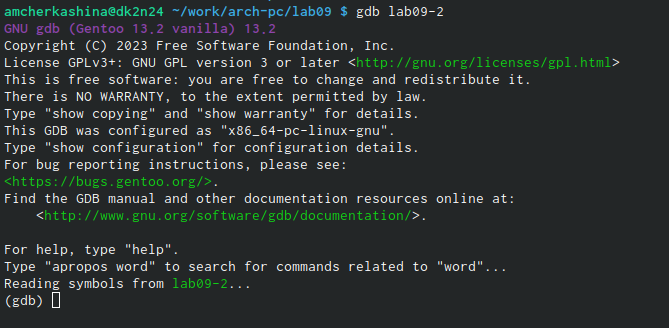 amcherkashina@dk2n24 ~/work/arch-pc/lab09 $ gdb lab09-2
GNU gdb (Gentoo 13.2 vanilla) 13.2
Copyright (C) 2023 Free Software Foundation, Inc.
License GPLv3+: GNU GPL version 3 or later <http://gnu.org/licenses/gpl.html>
This is free software: you are free to change and redistribute it.
There is NO WARRANTY, to the extent permitted by law.
Type "show copying" and "show warranty" for details.
This GDB was configured as "x86_64-pc-linux-gnu".
Type "show configuration" for configuration details.
For bug reporting instructions, please see:
<https://bugs.gentoo.org/>.
Find the GDB manual and other documentation resources online at:
    <http://www.gnu.org/software/gdb/documentation/>.

For help, type "help".
Type "apropos word" to search for commands related to "word"...
Reading symbols from lab09-2...
(gdb)